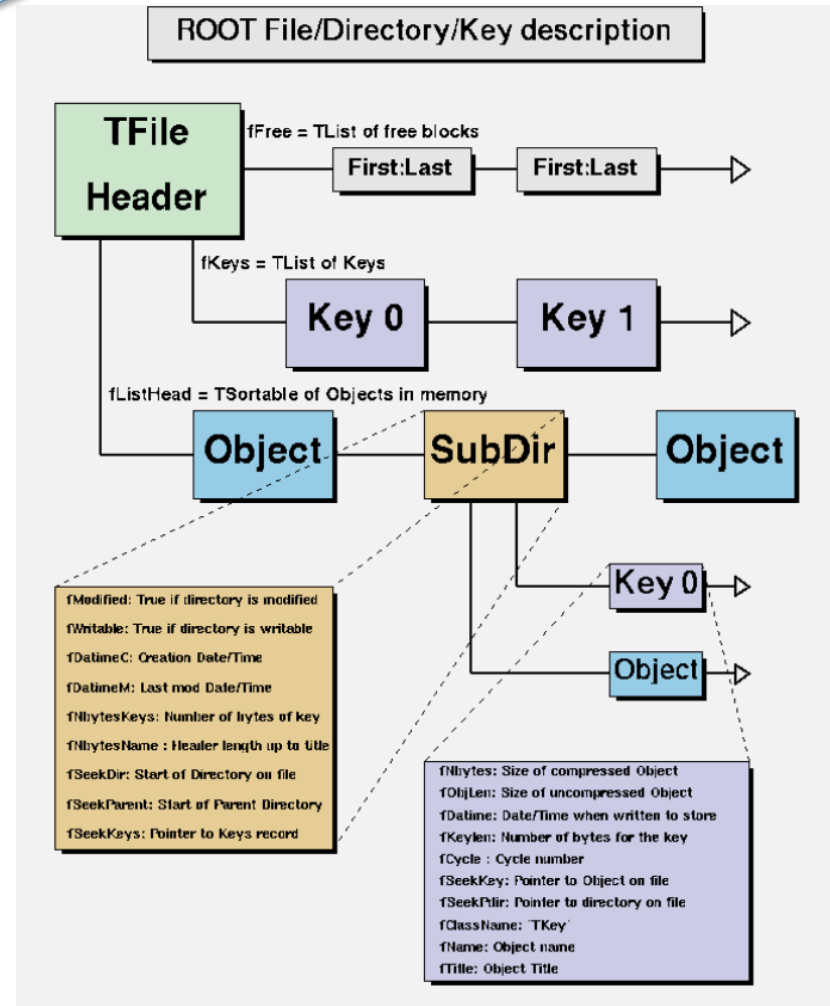 ROOT File/Directory/Key description
TFile
Header
fFree = TList of free blocks
First:Last
First:Last
fKeys = TList of Keys
Key 0
Key 1
fListHead = TSortable of Objects in memory
Object
SubDir
Object
Key 0
Object
fModified: True if directory is modified
fWritable: True if directory is writable
fDatimeC: Creation Date/Time
fDatimeM: Last mod Date/Time
fNbytesKeys: Number of bytes of key
fNbytesName : Header length up to title
fSeekDir: Start of Directory on file
fSeekParent: Start of Parent Directory
fSeekKeys: Pointer to Keys record
fNbytes: Size of compressed Object
fObjLen: Size of uncompressed Object
fDatime: Date/Time when written to store
fKeylen: Number of bytes for the key
fCycle : Cycle number
fSeekKey: Pointer to Object on file
fSeekPdir: Pointer to directory on file
fClassName: 'TKey'
fName: Object name
fTitle: Object Title